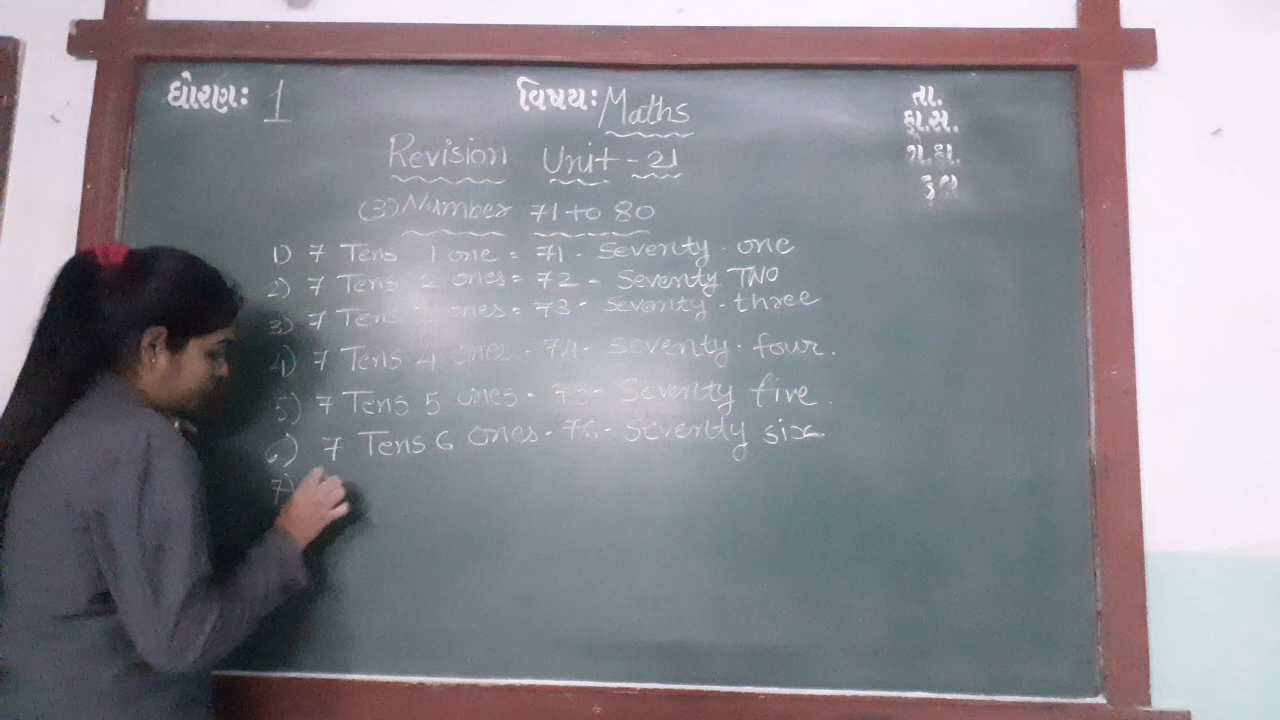 ધોરણઃ 1 વિષયઃ Maths તા.
Revision Unit - 21
(3) Number 71 to 80
1) 7 Tens 1 one = 71 - Seventy - one
2) 7 Tens 2 ones = 72 - Seventy TWO
3) 7 Tens ones = 73 - Seventy - three
4) 7 Tens 4 ones - 74 - Seventy - four.
5) 7 Tens 5 ones - 75 - Seventy five.
6) 7 Tens 6 ones - 76 - Seventy six
7)